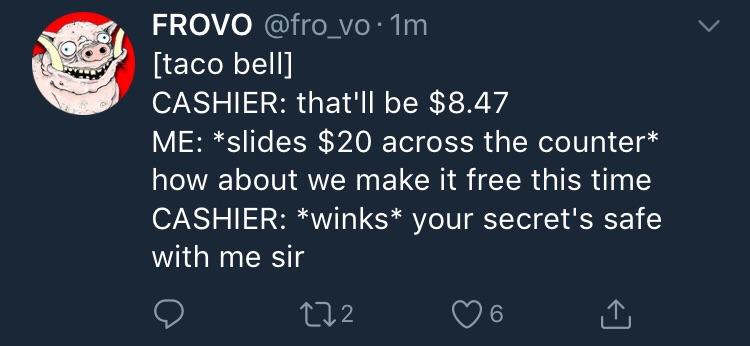 FROVO @fro_vo · 1m
[taco bell]
CASHIER: that'll be $8.47
ME: *slides $20 across the counter*
how about we make it free this time
CASHIER: *winks* your secret's safe
with me sir
2 6